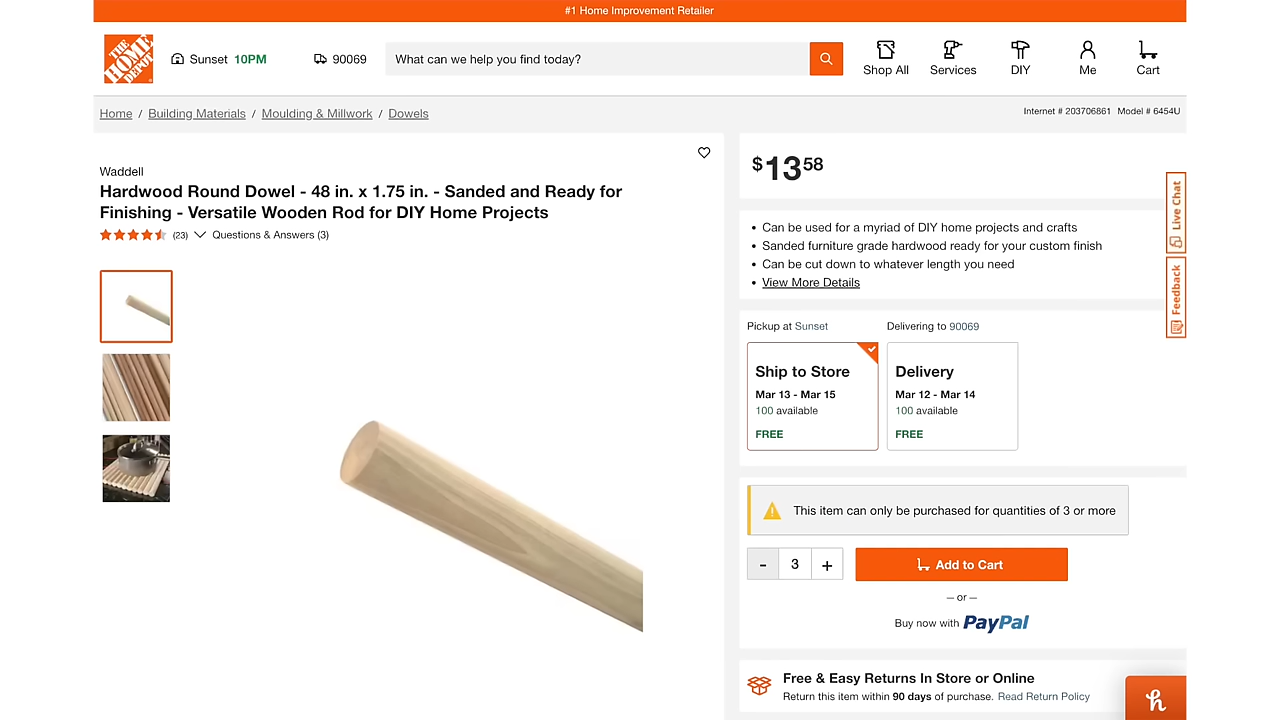 #1 Home Improvement Retailer
THE HOME DEPOT
Sunset 10PM
90069
What can we help you find today?
Shop All
Services
DIY
Me
Cart
Home / Building Materials / Moulding & Millwork / Dowels
Internet # 203706861 Model # 6454U
Waddell
Hardwood Round Dowel - 48 in. x 1.75 in. - Sanded and Ready for
Finishing - Versatile Wooden Rod for DIY Home Projects
(23)
Questions & Answers (3)
$13 58
• Can be used for a myriad of DIY home projects and crafts
• Sanded furniture grade hardwood ready for your custom finish
• Can be cut down to whatever length you need
• View More Details
Live Chat
Feedback
Pickup at Sunset
Delivering to 90069
Ship to Store
Mar 13 - Mar 15
100 available
FREE
Delivery
Mar 12 - Mar 14
100 available
FREE
This item can only be purchased for quantities of 3 or more
- 3 +
Add to Cart
— or —
Buy now with PayPal
Free & Easy Returns In Store or Online
Return this item within 90 days of purchase. Read Return Policy
h